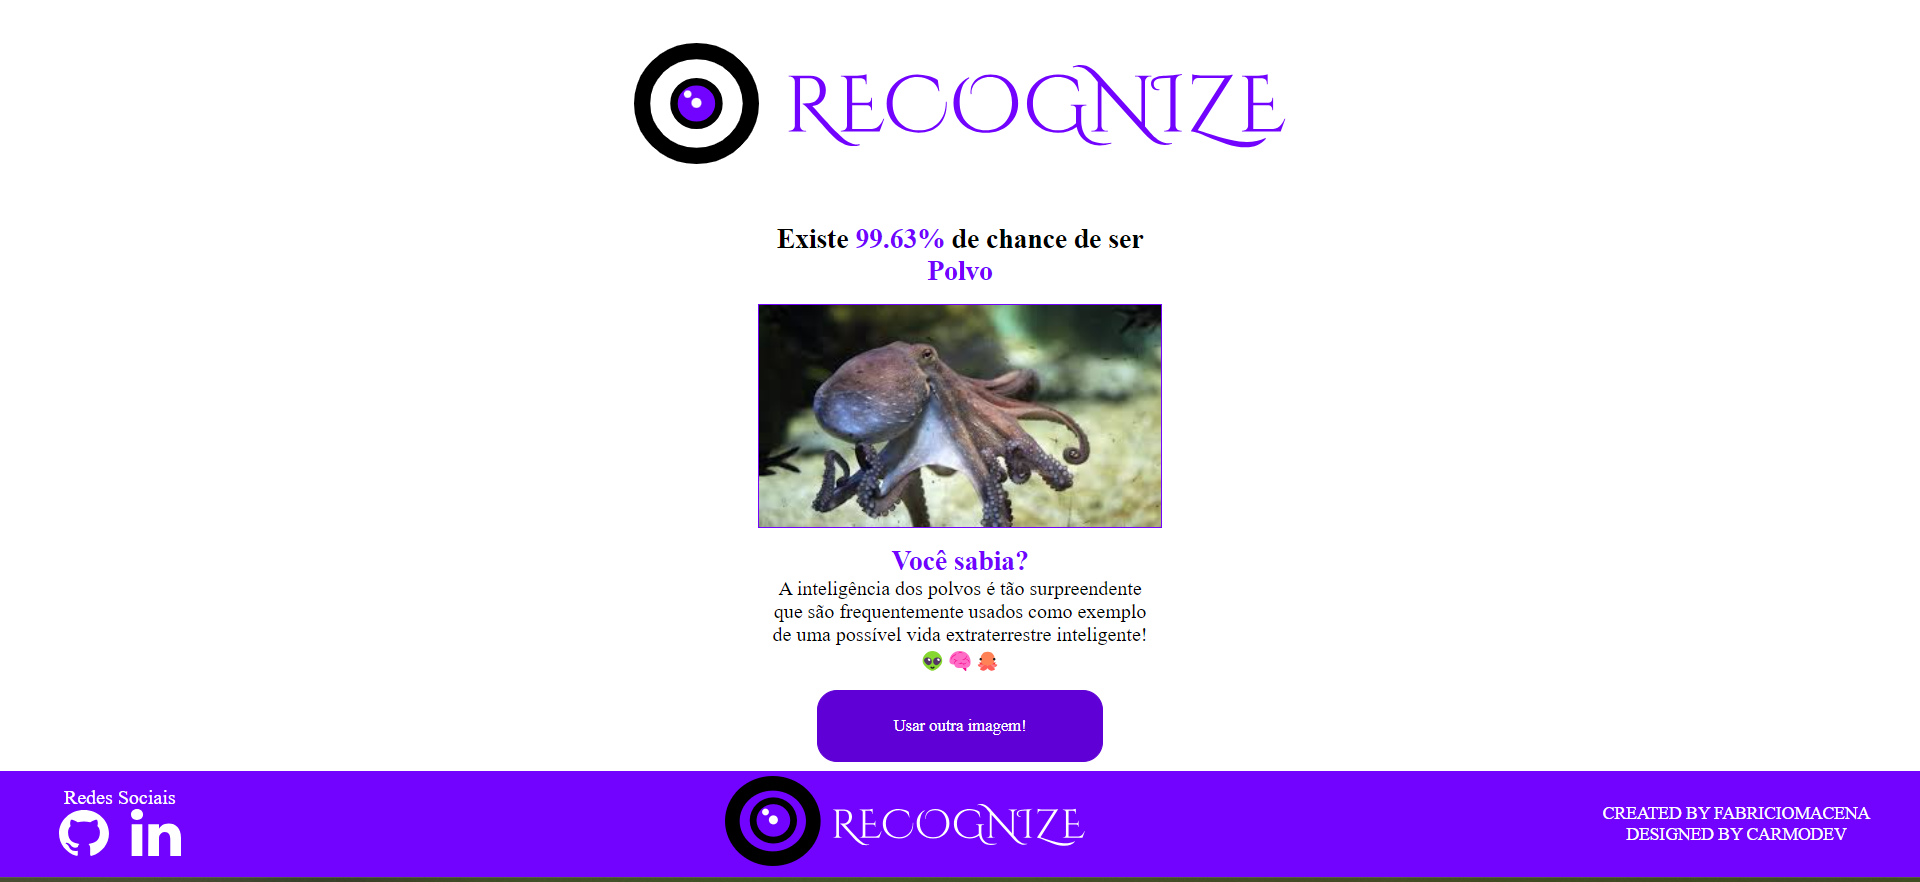 RECOGNIZE
Existe 99.63% de chance de ser
Polvo
Você sabia?
A inteligência dos polvos é tão surpreendente
que são frequentemente usados como exemplo
de uma possível vida extraterrestre inteligente!
👽 🧠 🐙
Usar outra imagem!
Redes Sociais
in
RECOGNIZE
CREATED BY FABRICIOMACENA
DESIGNED BY CARMODEV